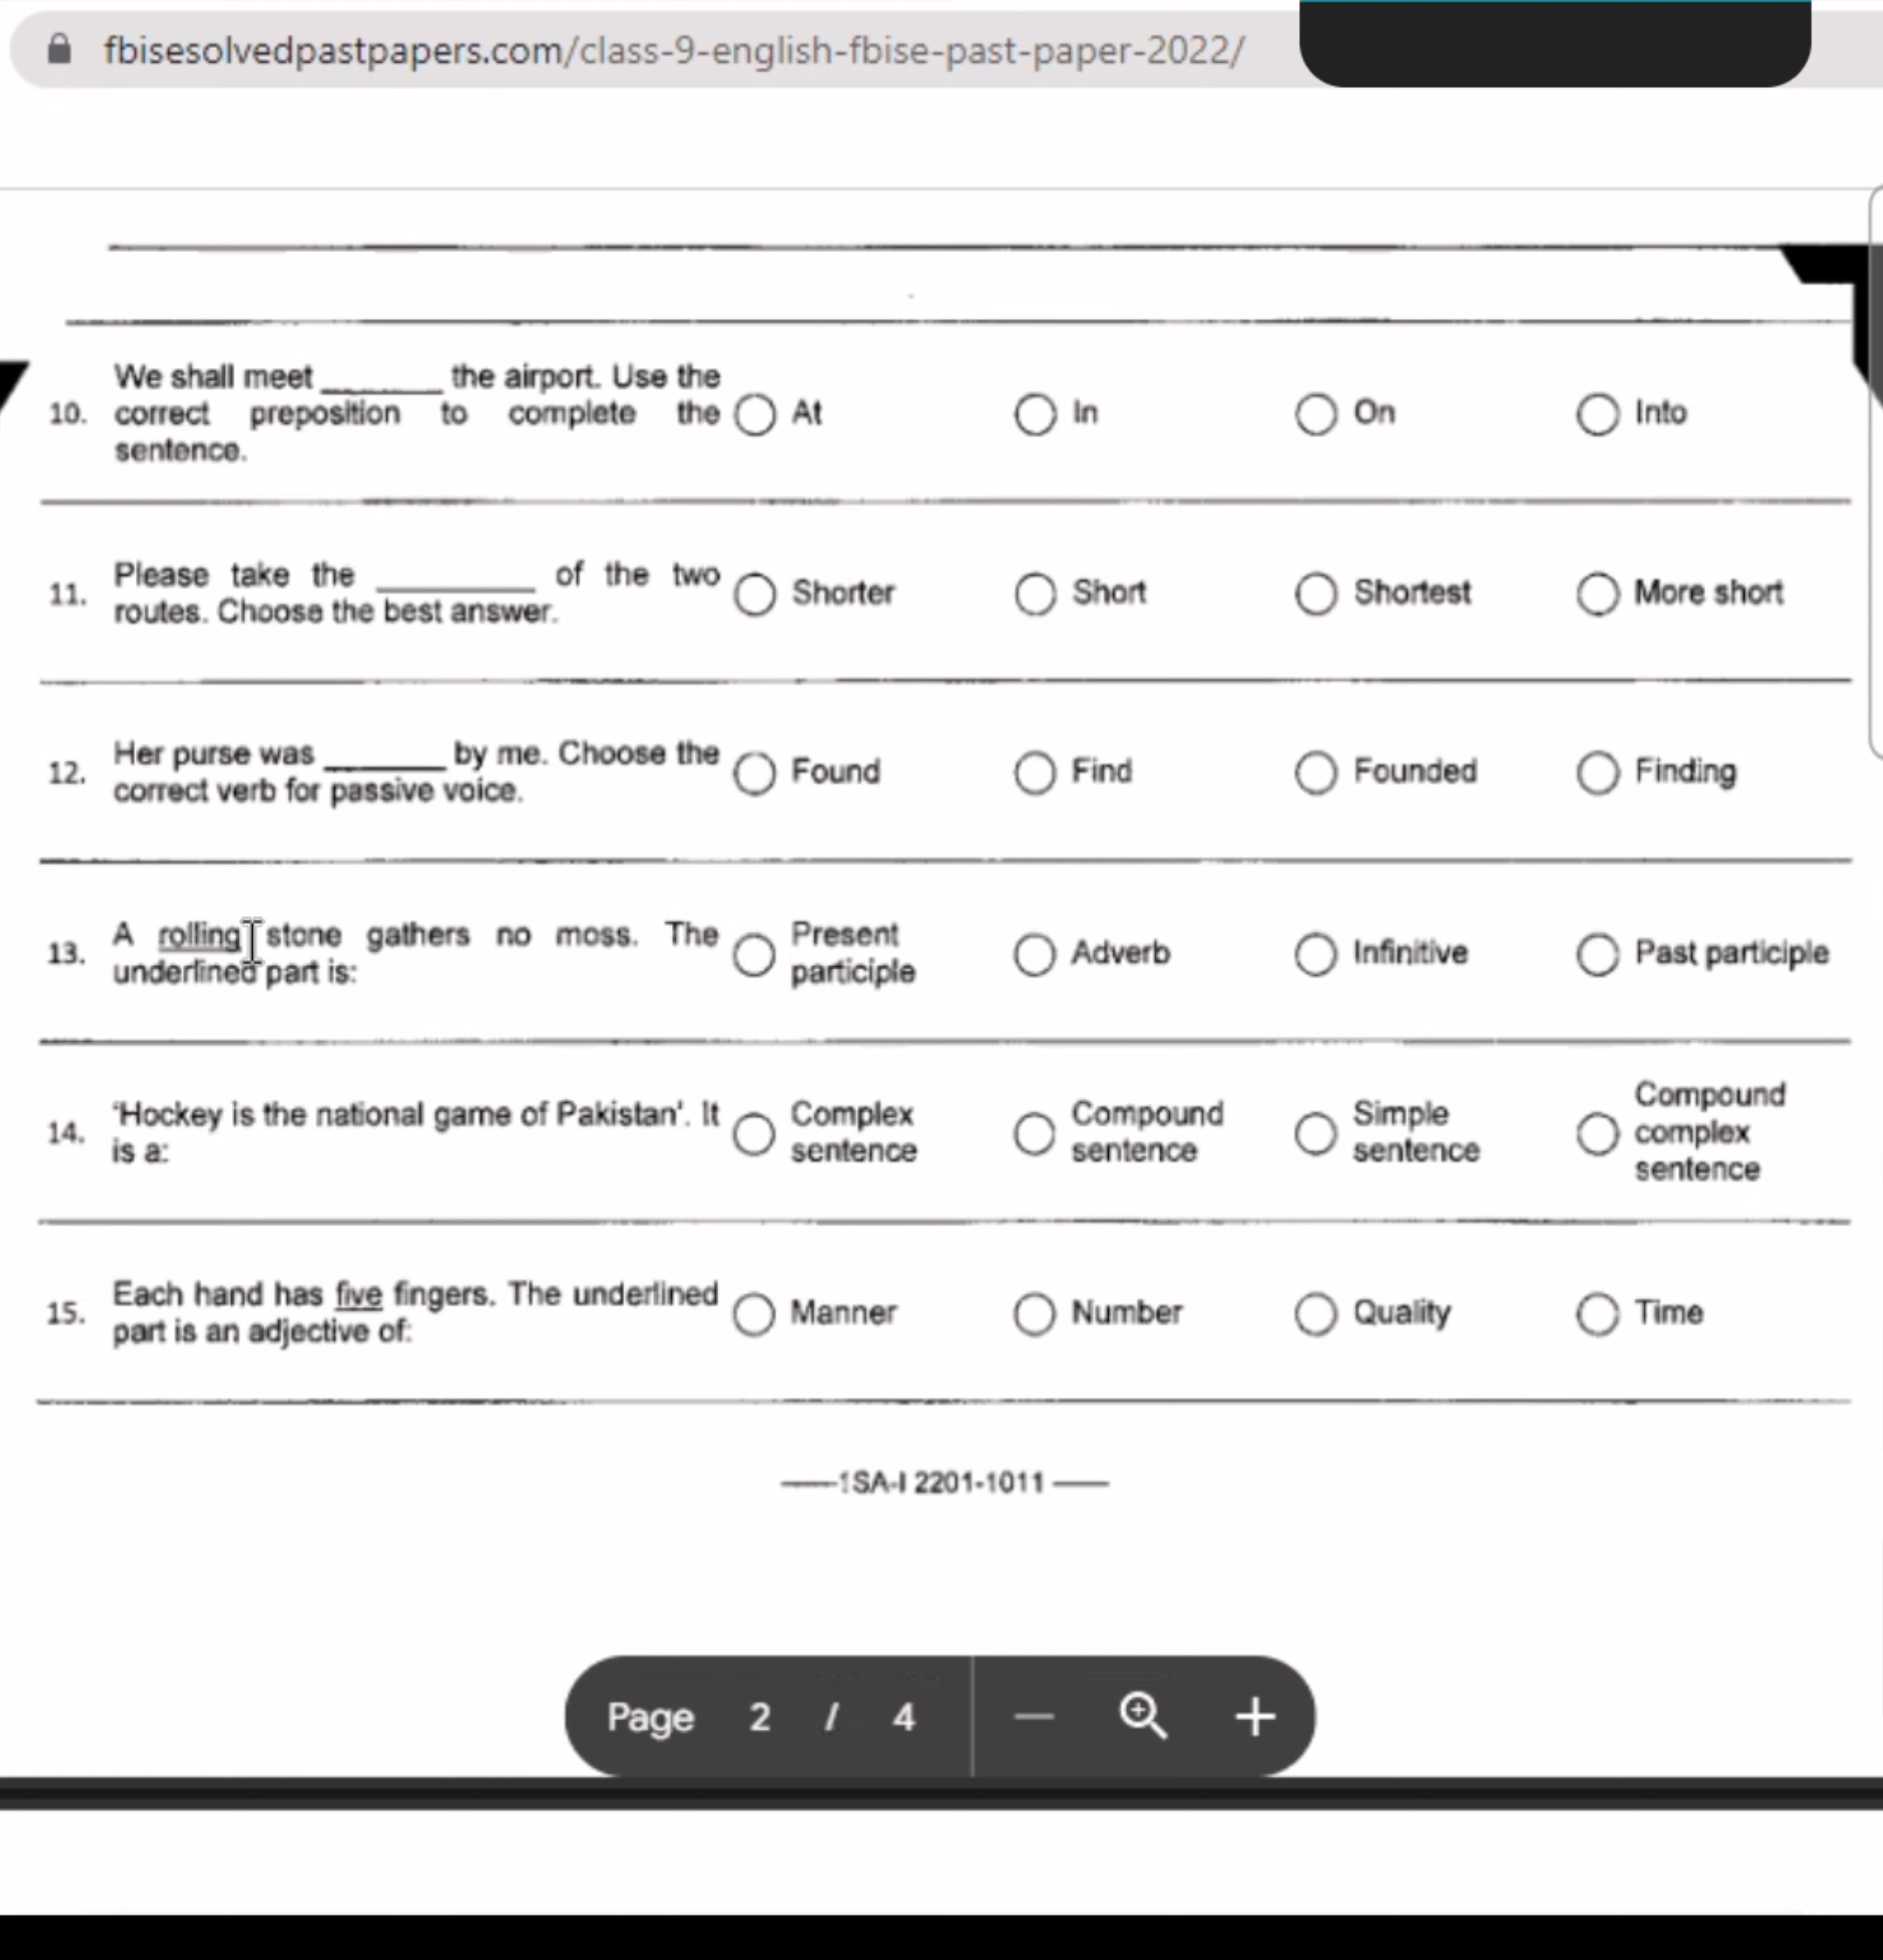 fbisesolvedpastpapers.com/class-9-english-fbise-past-paper-2022/
We shall meet ______ the airport. Use the
10. correct preposition to complete the
sentence.
At In On Into
Please take the ________ of the two
11. routes. Choose the best answer.
Shorter Short Shortest More short
Her purse was ______ by me. Choose the
12. correct verb for passive voice.
Found Find Founded Finding
A rolling stone gathers no moss. The
13. underlined part is:
Present
participle
Adverb Infinitive Past participle
14. 'Hockey is the national game of Pakistan'. It
is a:
Complex
sentence
Compound
sentence
Simple
sentence
Compound
complex
sentence
15. Each hand has five fingers. The underlined
part is an adjective of:
Manner Number Quality Time
SA-I 2201-1011
Page 2 / 4